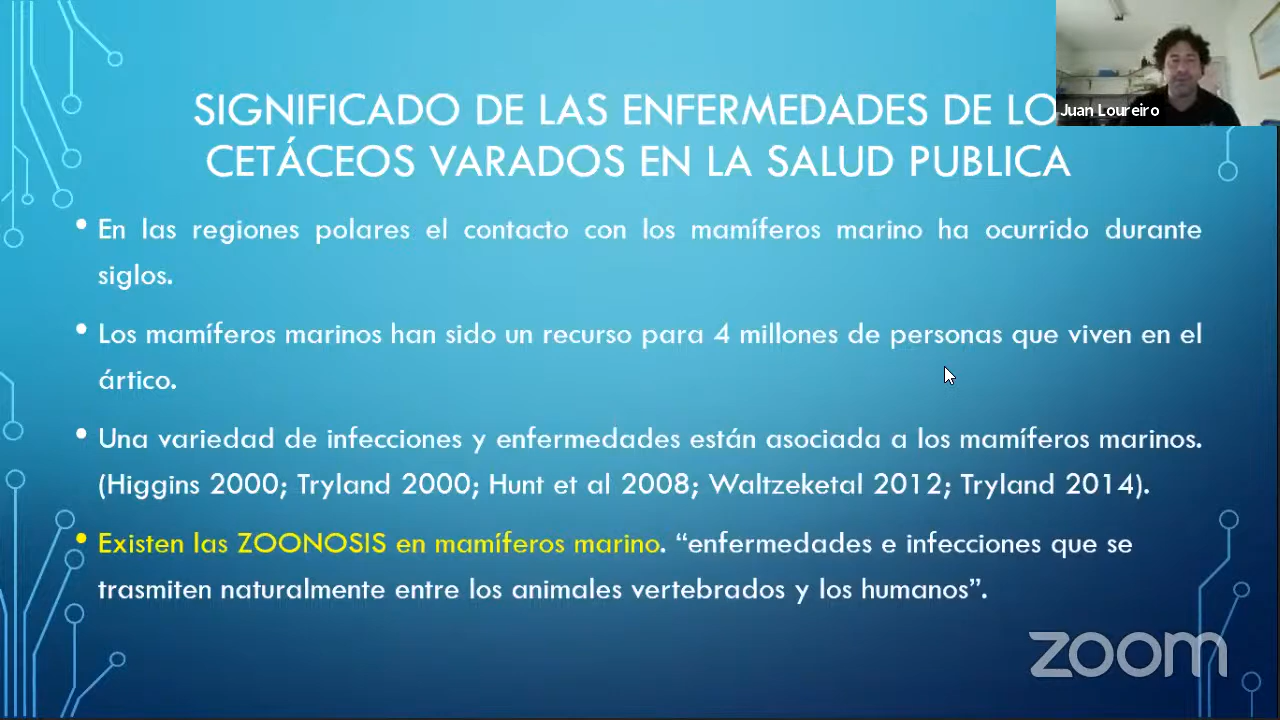 SIGNIFICADO DE LAS ENFERMEDADES DE LO
CETÁCEOS VARADOS EN LA SALUD PUBLICA
Juan Loureiro
• En las regiones polares el contacto con los mamíferos marino ha ocurrido durante
siglos.
• Los mamíferos marinos han sido un recurso para 4 millones de personas que viven en el
ártico.
• Una variedad de infecciones y enfermedades están asociada a los mamíferos marinos.
(Higgins 2000; Tryland 2000; Hunt et al 2008; Waltzeketal 2012; Tryland 2014).
• Existen las ZOONOSIS en mamíferos marino. “enfermedades e infecciones que se
trasmiten naturalmente entre los animales vertebrados y los humanos”.
zoom